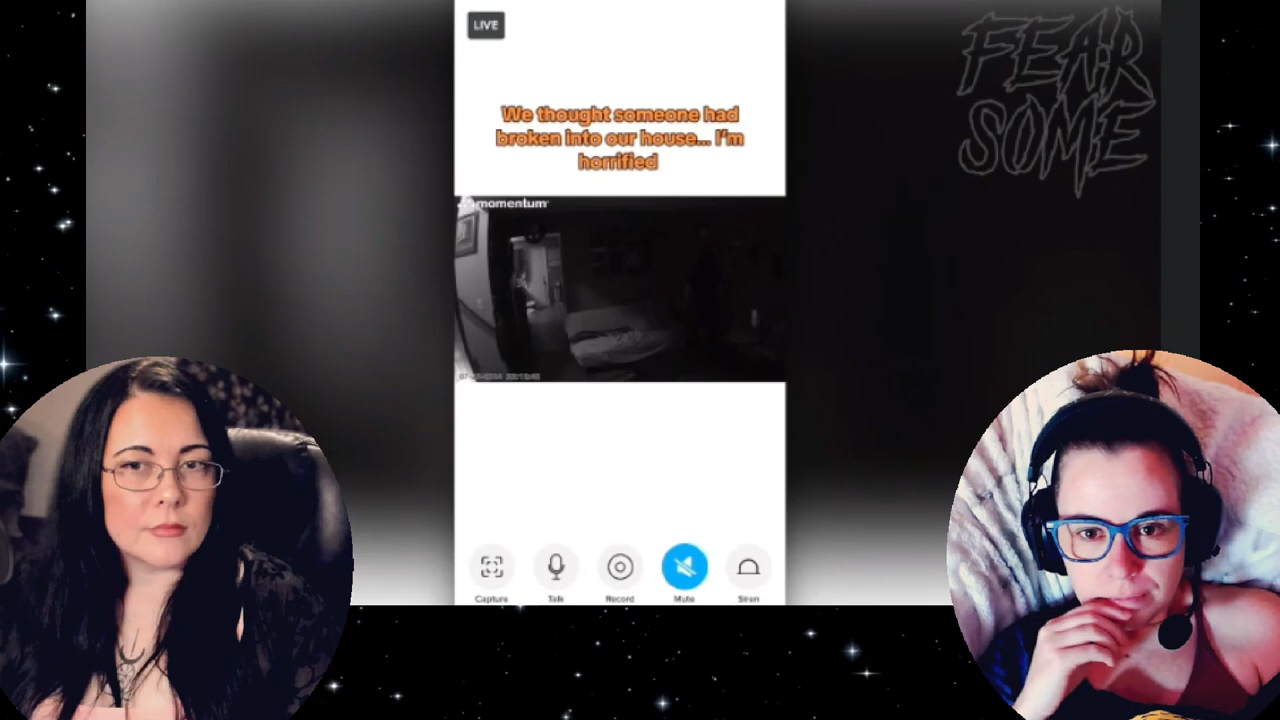 LIVE
FEAR
SOME
We thought someone had
broken into our house... I'm
horrified
momentum
Capture
Talk
Record
Mute
Siren